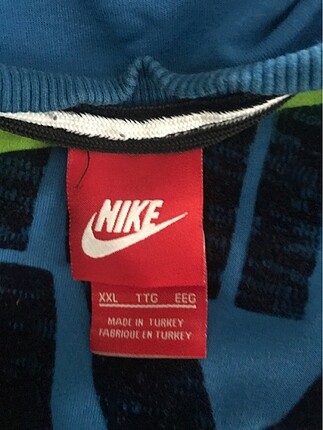 NIKE
XXL TTG EEG
MADE IN TURKEY
FABRIQUE EN TURKEY